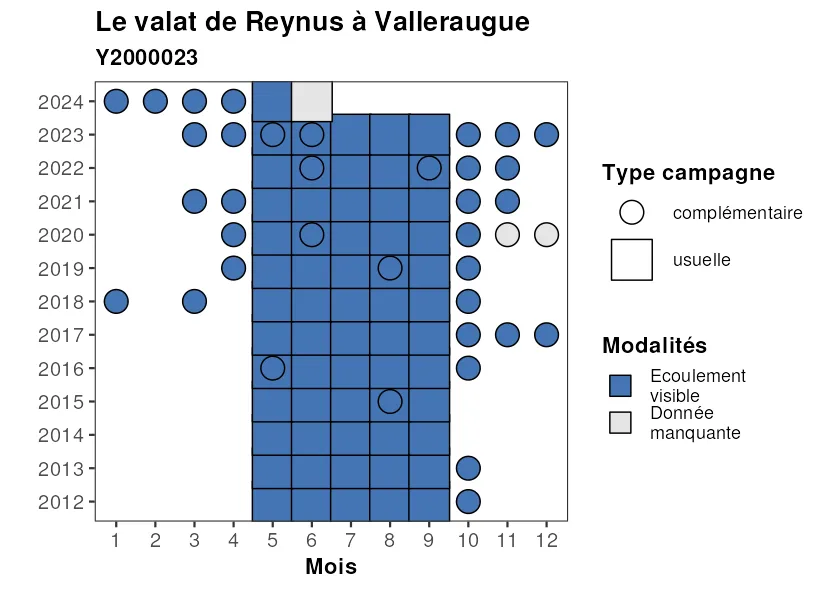 Le valat de Reynus à Valleraugue
Y2000023
2024
2023
2022
2021
2020
2019
2018
2017
2016
2015
2014
2013
2012
1 2 3 4 5 6 7 8 9 10 11 12
Mois
Type campagne
complémentaire
usuelle
Modalités
Ecoulement
visible
Donnée
manquante